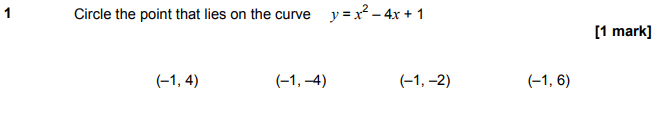 1 Circle the point that lies on the curve y = x² – 4x + 1
[1 mark]
(–1, 4) (–1, –4) (–1, –2) (–1, 6)